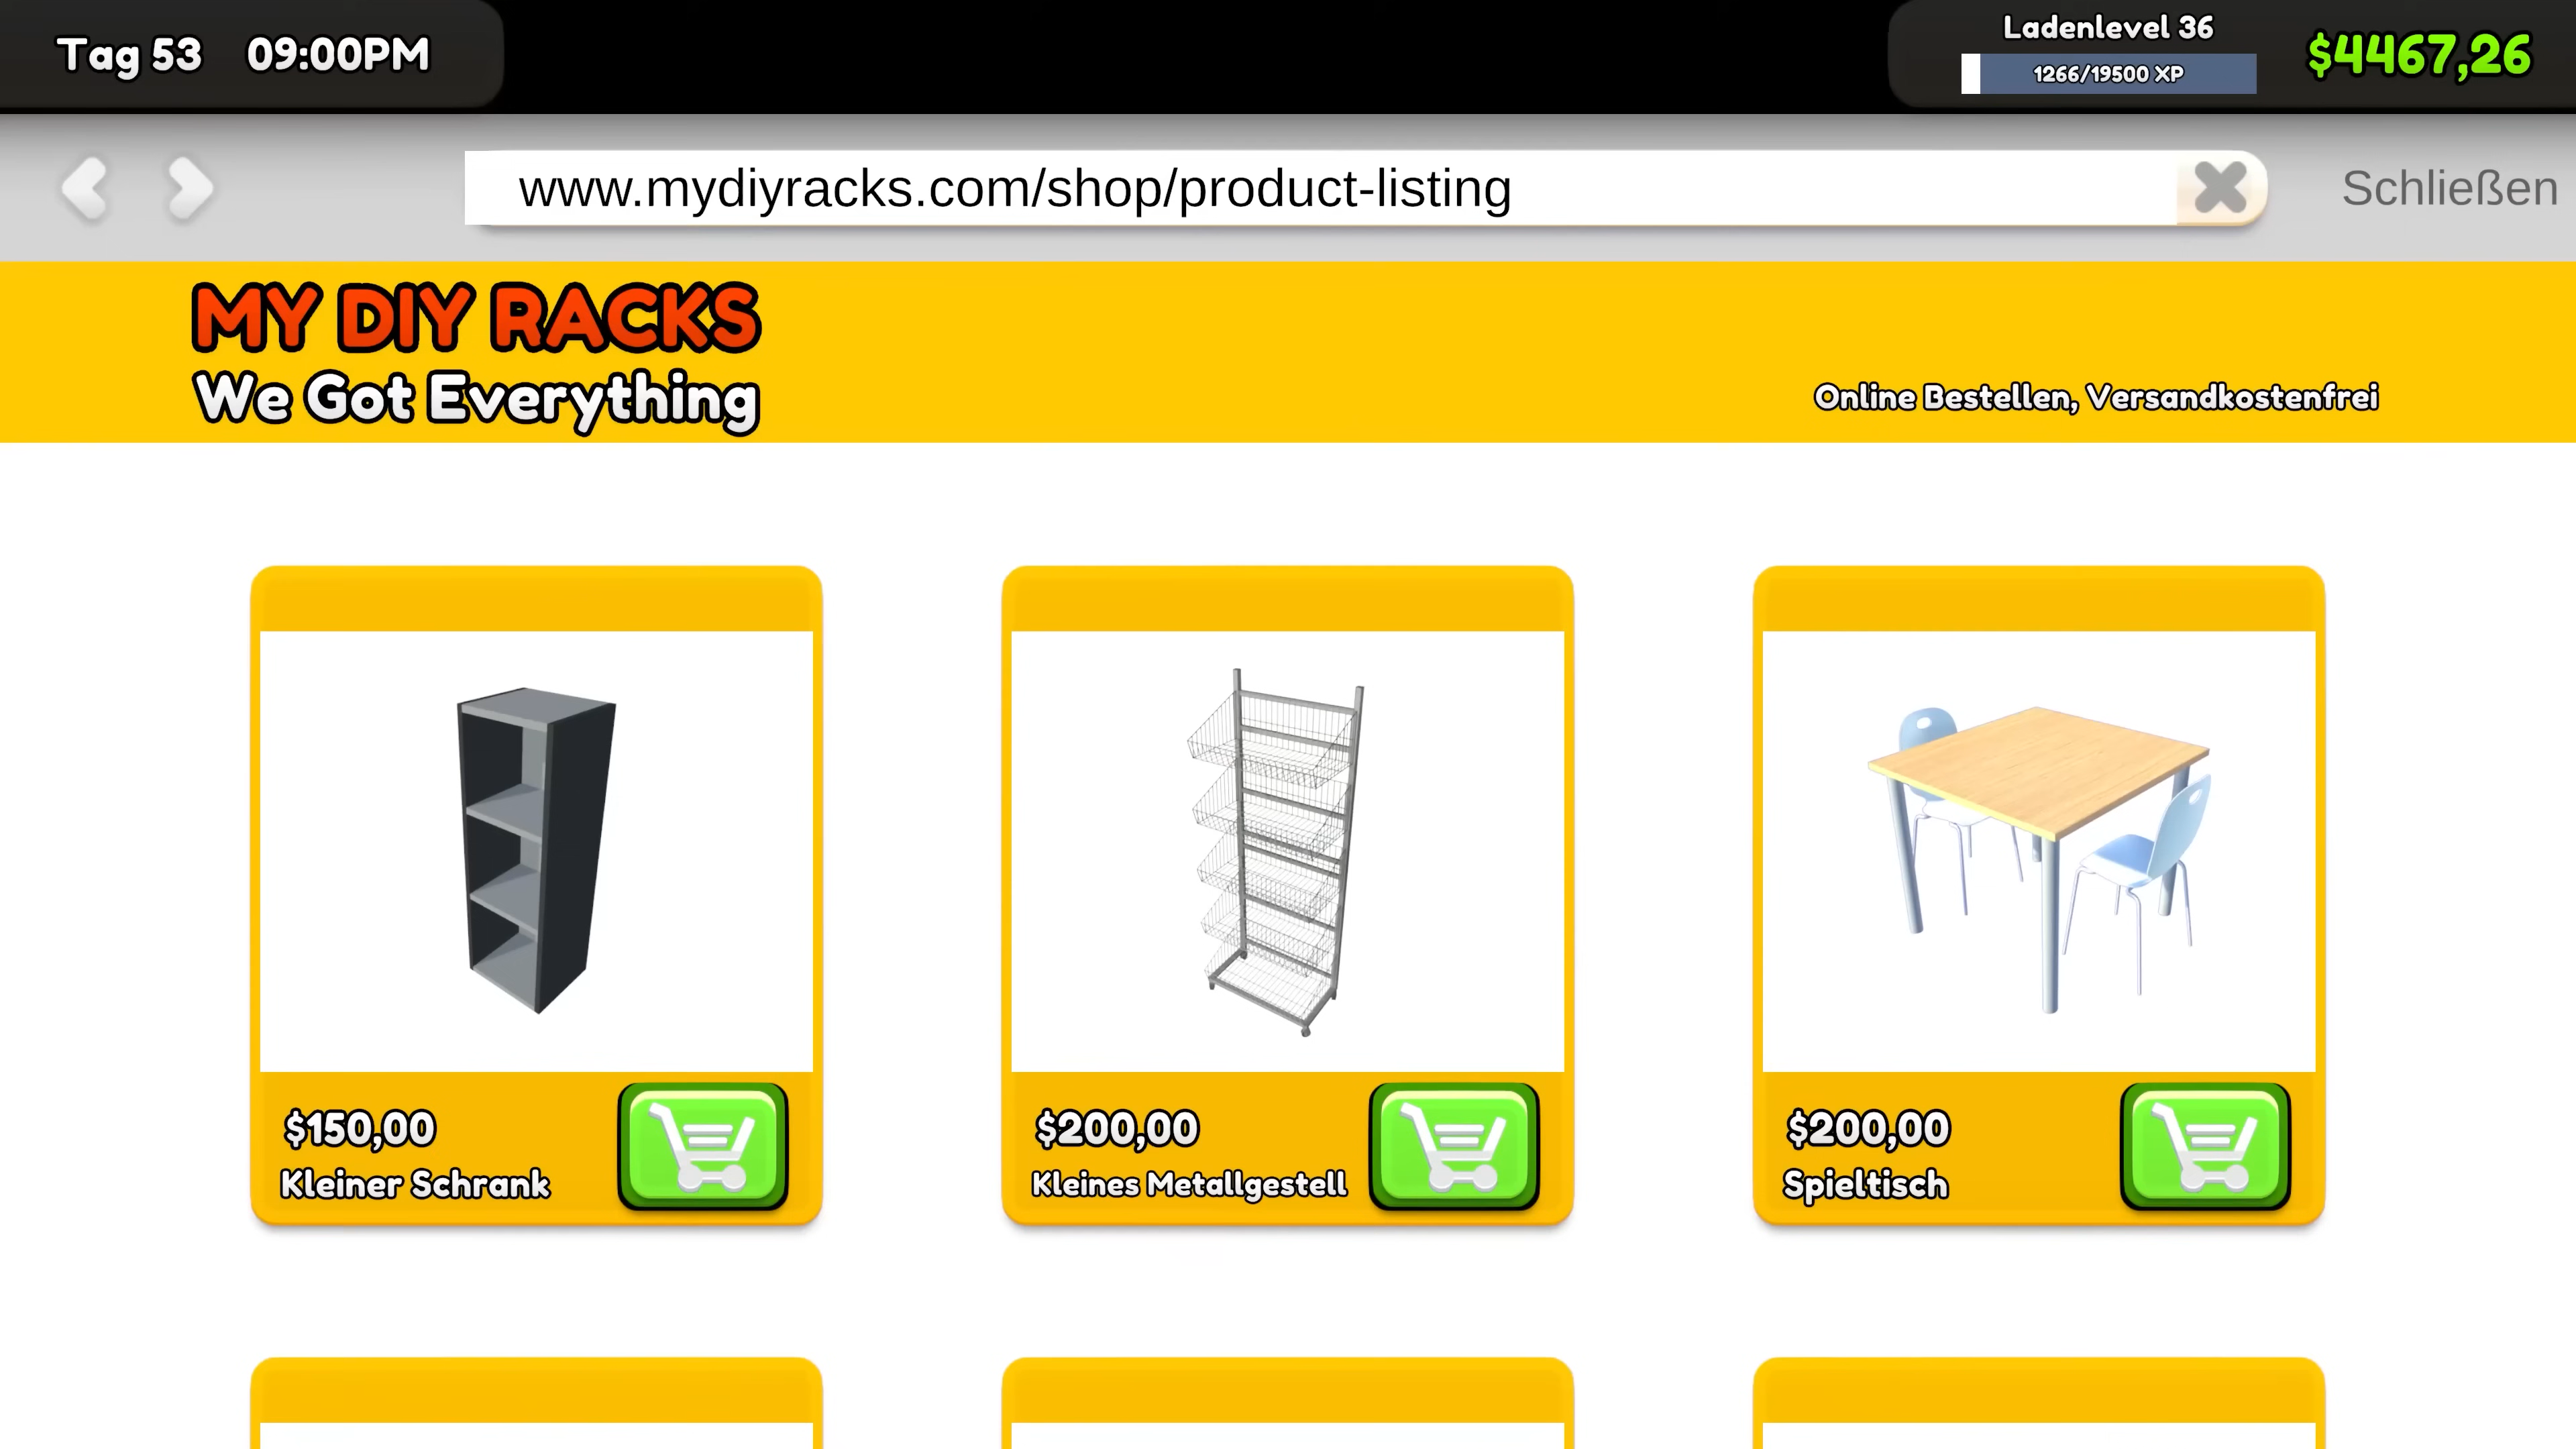 Tag 53 09:00PM
Ladenlevel 36
1266/19500 XP
$4467,26
www.mydiyracks.com/shop/product-listing
Schließen
MY DIY RACKS
We Got Everything
Online Bestellen, Versandkostenfrei
$150,00
Kleiner Schrank
$200,00
Kleines Metallgestell
$200,00
Spieltisch